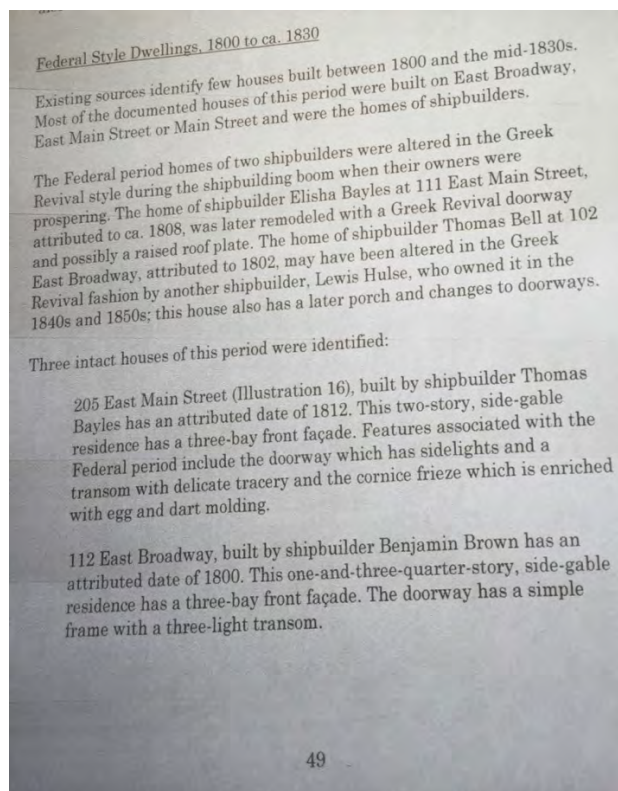 Federal Style Dwellings, 1800 to ca. 1830
Existing sources identify few houses built between 1800 and the mid-1830s.
Most of the documented houses of this period were built on East Broadway,
East Main Street or Main Street and were the homes of shipbuilders.
The Federal period homes of two shipbuilders were altered in the Greek
Revival style during the shipbuilding boom when their owners were
prospering. The home of shipbuilder Elisha Bayles at 111 East Main Street,
attributed to ca. 1808, was later remodeled with a Greek Revival doorway
and possibly a raised roof plate. The home of shipbuilder Thomas Bell at 102
East Broadway, attributed to 1802, may have been altered in the Greek
Revival fashion by another shipbuilder, Lewis Hulse, who owned it in the
1840s and 1850s; this house also has a later porch and changes to doorways.
Three intact houses of this period were identified:
205 East Main Street (Illustration 16), built by shipbuilder Thomas
Bayles has an attributed date of 1812. This two-story, side-gable
residence has a three-bay front façade. Features associated with the
Federal period include the doorway which has sidelights and a
transom with delicate tracery and the cornice frieze which is enriched
with egg and dart molding.
112 East Broadway, built by shipbuilder Benjamin Brown has an
attributed date of 1800. This one-and-three-quarter-story, side-gable
residence has a three-bay front façade. The doorway has a simple
frame with a three-light transom.
49